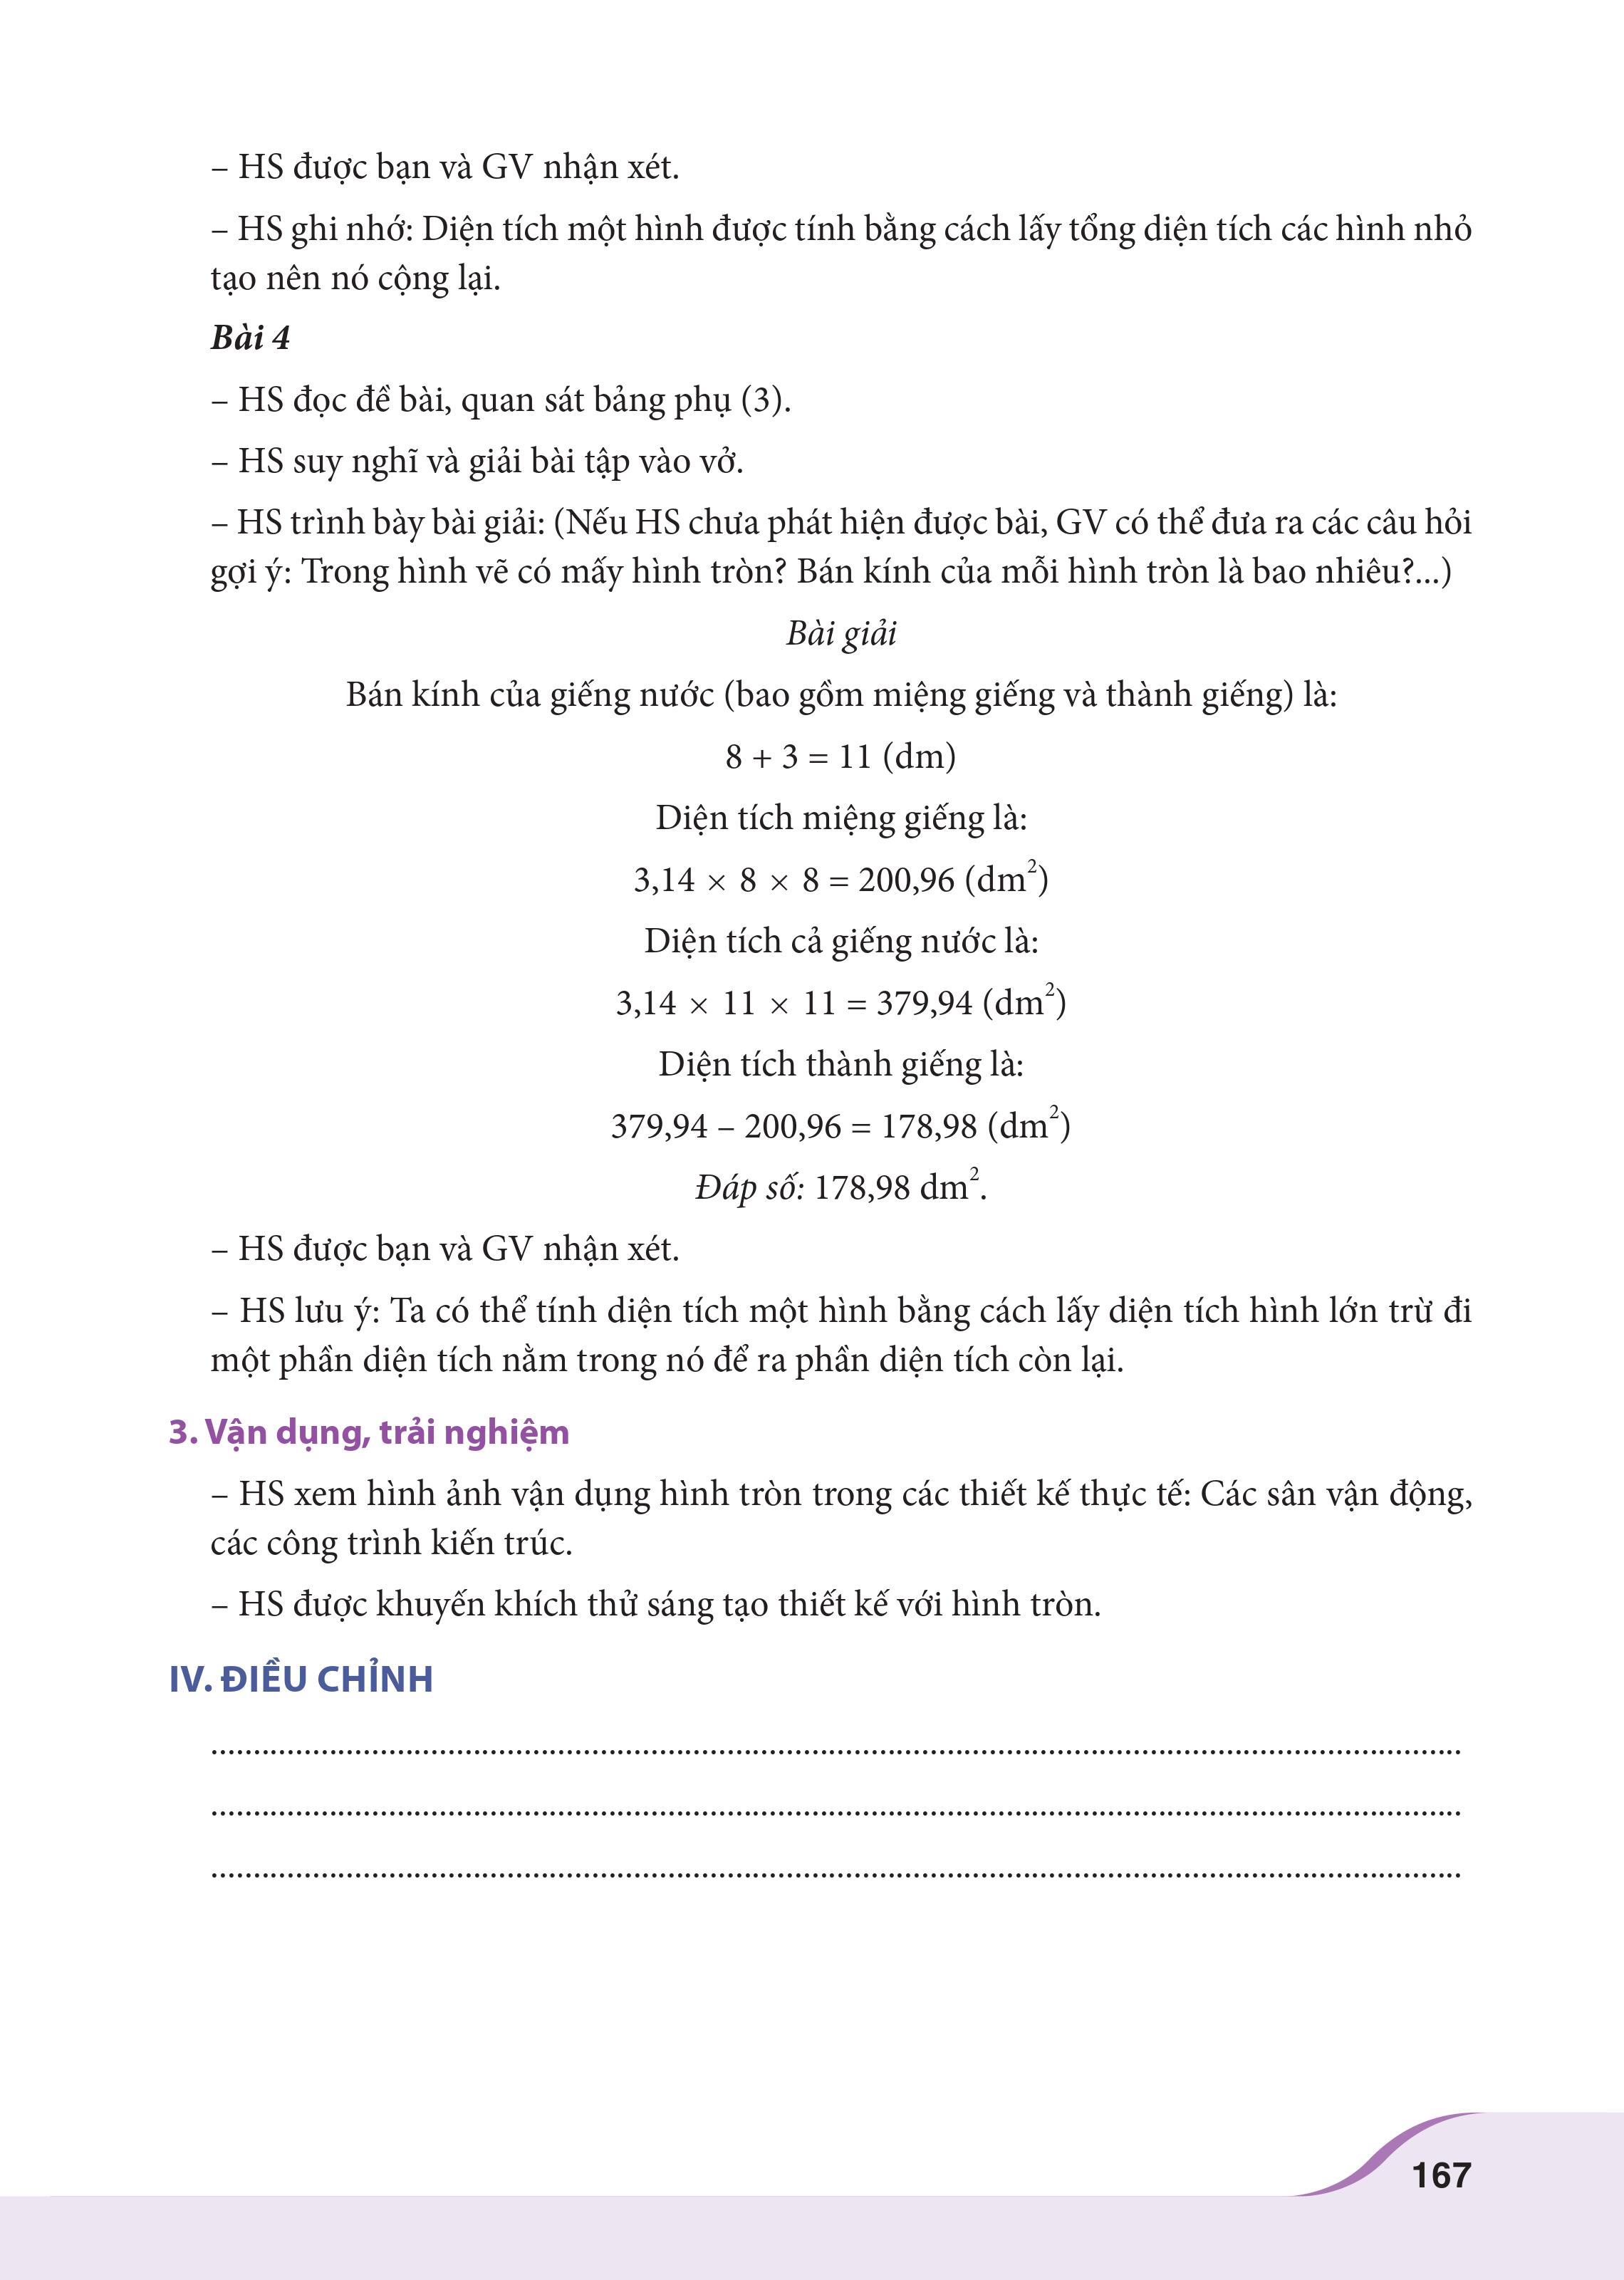 – HS được bạn và GV nhận xét.
– HS ghi nhớ: Diện tích một hình được tính bằng cách lấy tổng diện tích các hình nhỏ
tạo nên nó cộng lại.
Bài 4
– HS đọc đề bài, quan sát bảng phụ (3).
– HS suy nghĩ và giải bài tập vào vở.
– HS trình bày bài giải: (Nếu HS chưa phát hiện được bài, GV có thể đưa ra các câu hỏi
gợi ý: Trong hình vẽ có mấy hình tròn? Bán kính của mỗi hình tròn là bao nhiêu?...)
Bài giải
Bán kính của giếng nước (bao gồm miệng giếng và thành giếng) là:
8 + 3 = 11 (dm)
Diện tích miệng giếng là:
3,14 × 8 × 8 = 200,96 (dm²)
Diện tích cả giếng nước là:
3,14 × 11 × 11 = 379,94 (dm²)
Diện tích thành giếng là:
379,94 – 200,96 = 178,98 (dm²)
Đáp số: 178,98 dm².
– HS được bạn và GV nhận xét.
– HS lưu ý: Ta có thể tính diện tích một hình bằng cách lấy diện tích hình lớn trừ đi
một phần diện tích nằm trong nó để ra phần diện tích còn lại.
3. Vận dụng, trải nghiệm
– HS xem hình ảnh vận dụng hình tròn trong các thiết kế thực tế: Các sân vận động,
các công trình kiến trúc.
– HS được khuyến khích thử sáng tạo thiết kế với hình tròn.
IV. ĐIỀU CHỈNH
167